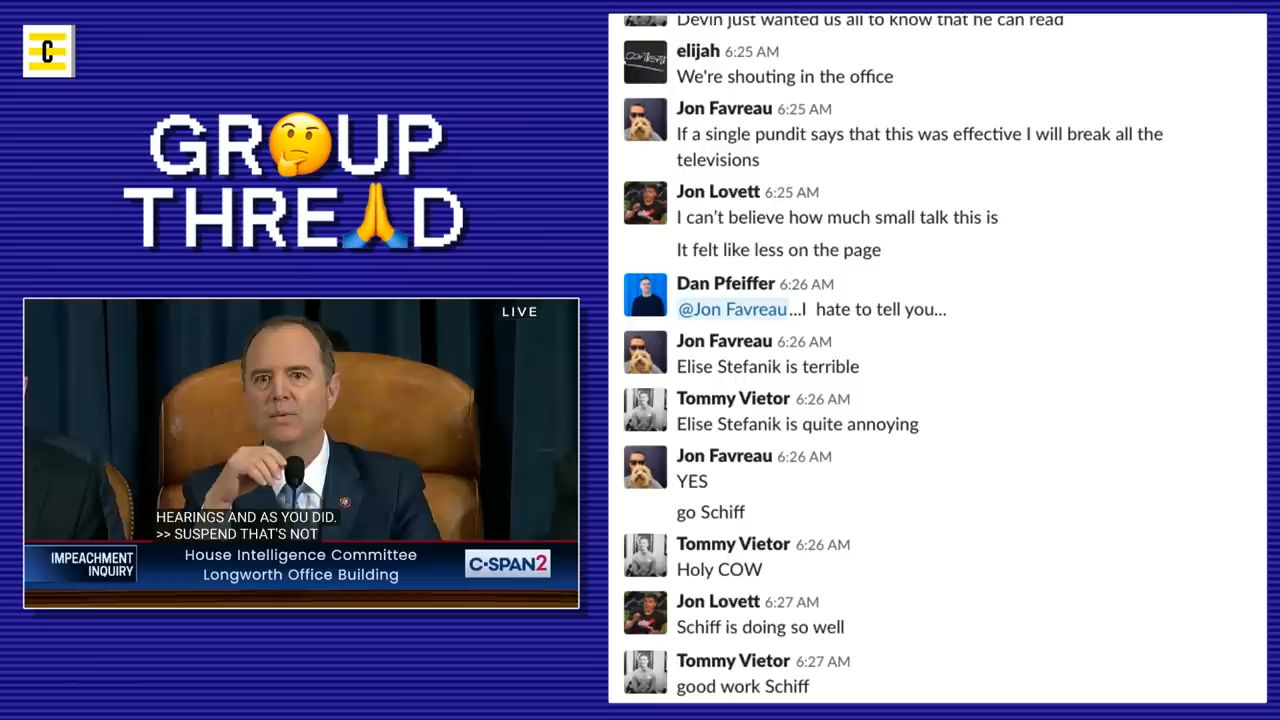 C
GROUP
THREAD
LIVE
HEARINGS AND AS YOU DID.
>> SUSPEND THAT'S NOT
IMPEACHMENT
INQUIRY
House Intelligence Committee
Longworth Office Building
C-SPAN2
Devin just wanted us all to know that he can read
elijah 6:25 AM
We're shouting in the office
Jon Favreau 6:25 AM
If a single pundit says that this was effective I will break all the
televisions
Jon Lovett 6:25 AM
I can't believe how much small talk this is
It felt like less on the page
Dan Pfeiffer 6:26 AM
@Jon Favreau...I hate to tell you...
Jon Favreau 6:26 AM
Elise Stefanik is terrible
Tommy Vietor 6:26 AM
Elise Stefanik is quite annoying
Jon Favreau 6:26 AM
YES
go Schiff
Tommy Vietor 6:26 AM
Holy COW
Jon Lovett 6:27 AM
Schiff is doing so well
Tommy Vietor 6:27 AM
good work Schiff